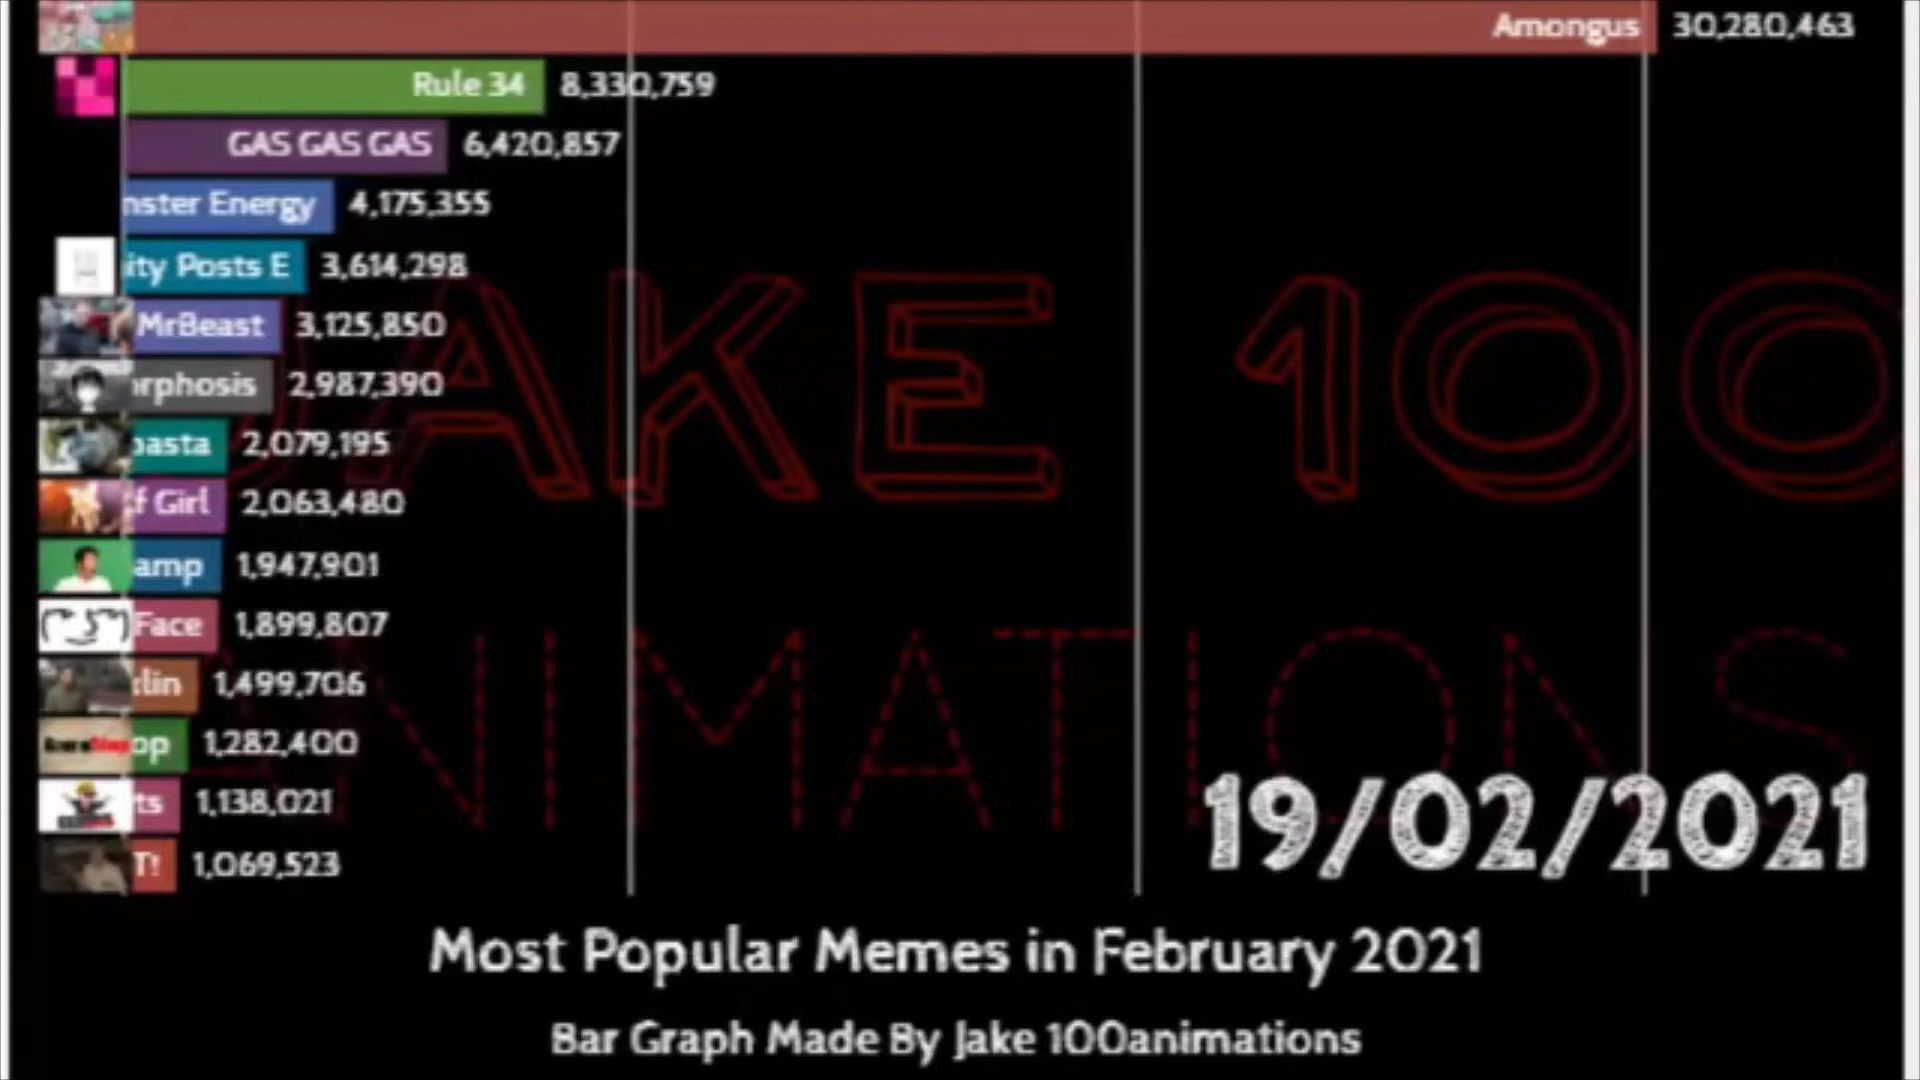 Amongus 30,280,463
Rule 34 8,330,759
GAS GAS GAS 6,420,857
nster Energy 4,175,355
ity Posts E 3,614,298
MrBeast 3,125,850
orphosis 2,987,390
pasta 2,079,195
f Girl 2,063,480
amp 1,947,901
Face 1,899,807
lin 1,499,706
op 1,282,400
ts 1,138,021
T! 1,069,523
JAKE 100
ANIMATIONS
19/02/2021
Most Popular Memes in February 2021
Bar Graph Made By Jake 100animations